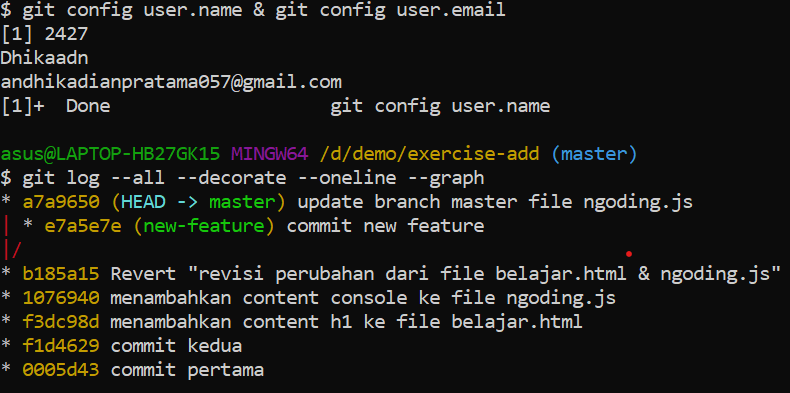 $ git config user.name & git config user.email
[1] 2427
Dhikaadn
andhikadianpratama057@gmail.com
[1]+  Done                    git config user.name
asus@LAPTOP-HB27GK15 MINGW64 /d/demo/exercise-add (master)
$ git log --all --decorate --oneline --graph
* a7a9650 (HEAD -> master) update branch master file ngoding.js
| * e7a5e7e (new-feature) commit new feature
|/
* b185a15 Revert "revisi perubahan dari file belajar.html & ngoding.js"
* 1076940 menambahkan content console ke file ngoding.js
* f3dc98d menambahkan content h1 ke file belajar.html
* f1d4629 commit kedua
* 0005d43 commit pertama